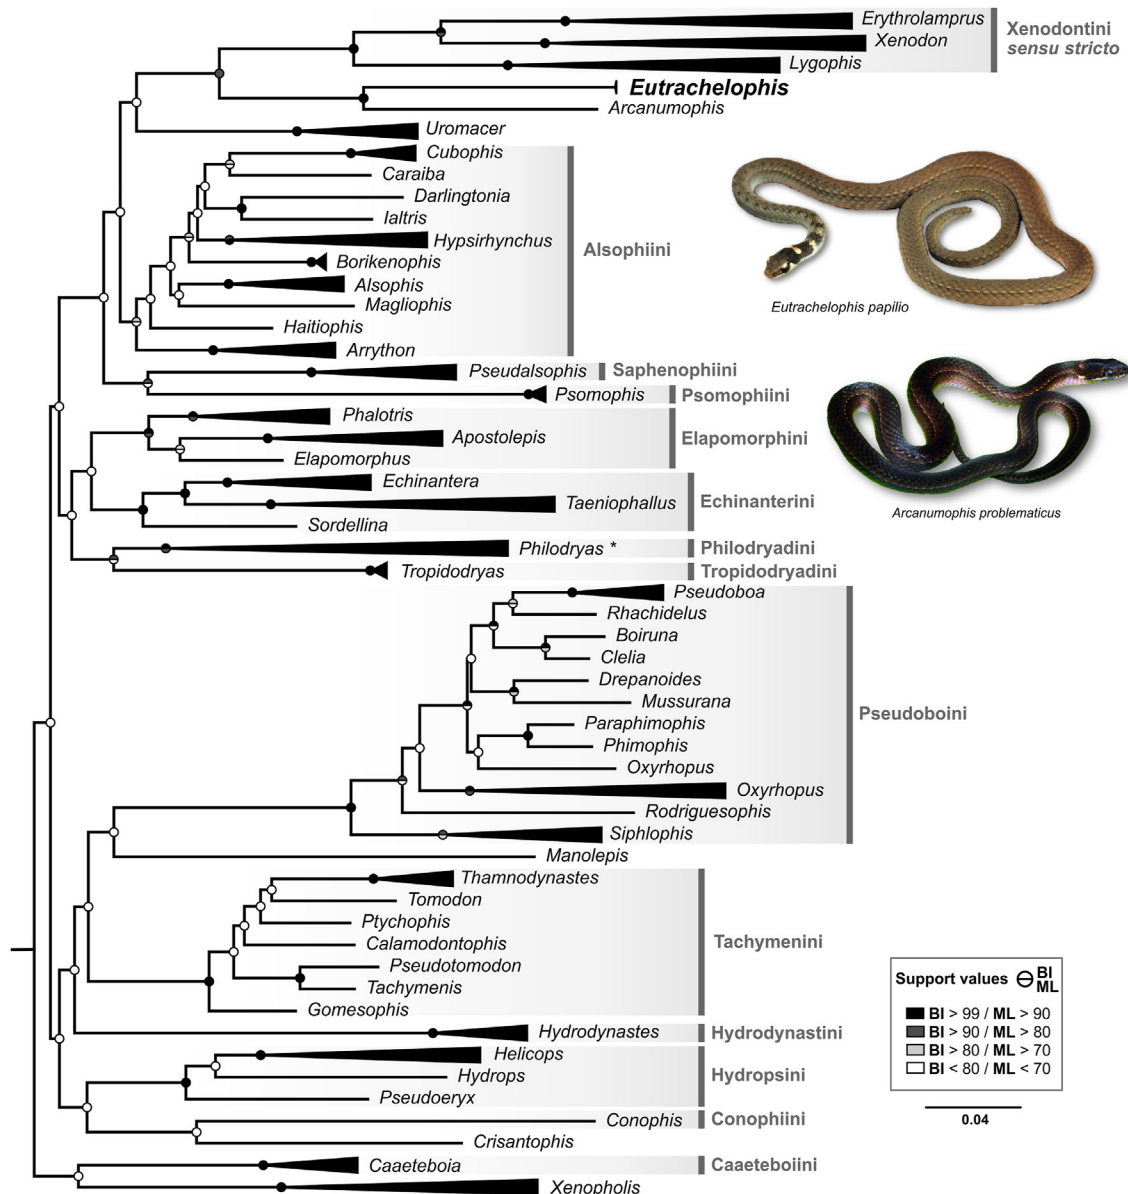 Erythrolamprus
Xenodon
Xenodontini
sensu stricto
Lygophis
Eutrachelophis
Arcanumophis
Uromacer
Cubophis
Caraiba
Darlingtonia
Ialtris
Hypsirhynchus
Alsophiini
Borikenophis
Alsophis
Magliophis
Haitiophis
Arrython
Eutrachelophis papilio
Pseudalsophis
Saphenophiini
Psomophis
Psomophiini
Phalotris
Apostolepis
Elapomorphini
Elapomorphus
Echinantera
Taeniophallus
Echinanterini
Sordellina
Arcanumophis problematicus
Philodryas *
Philodryadini
Tropidodryas
Tropidodryadini
Pseudoboa
Rhachidelus
Boiruna
Clelia
Drepanoides
Mussurana
Pseudoboini
Paraphimophis
Phimophis
Oxyrhopus
Oxyrhopus
Rodriguesophis
Siphlophis
Manolepis
Thamnodynastes
Tomodon
Ptychophis
Calamodontophis
Tachymenini
Pseudotomodon
Tachymenis
Gomesophis
Hydrodynastes
Hydrodynastini
Helicops
Hydrops
Hydropsini
Pseudoeryx
Conophis
Conophiini
Crisantophis
Caaeteboia
Caaeteboiini
Xenopholis
Support values BI
ML
BI > 99 / ML > 90
BI > 90 / ML > 80
BI > 80 / ML > 70
BI < 80 / ML < 70
0.04